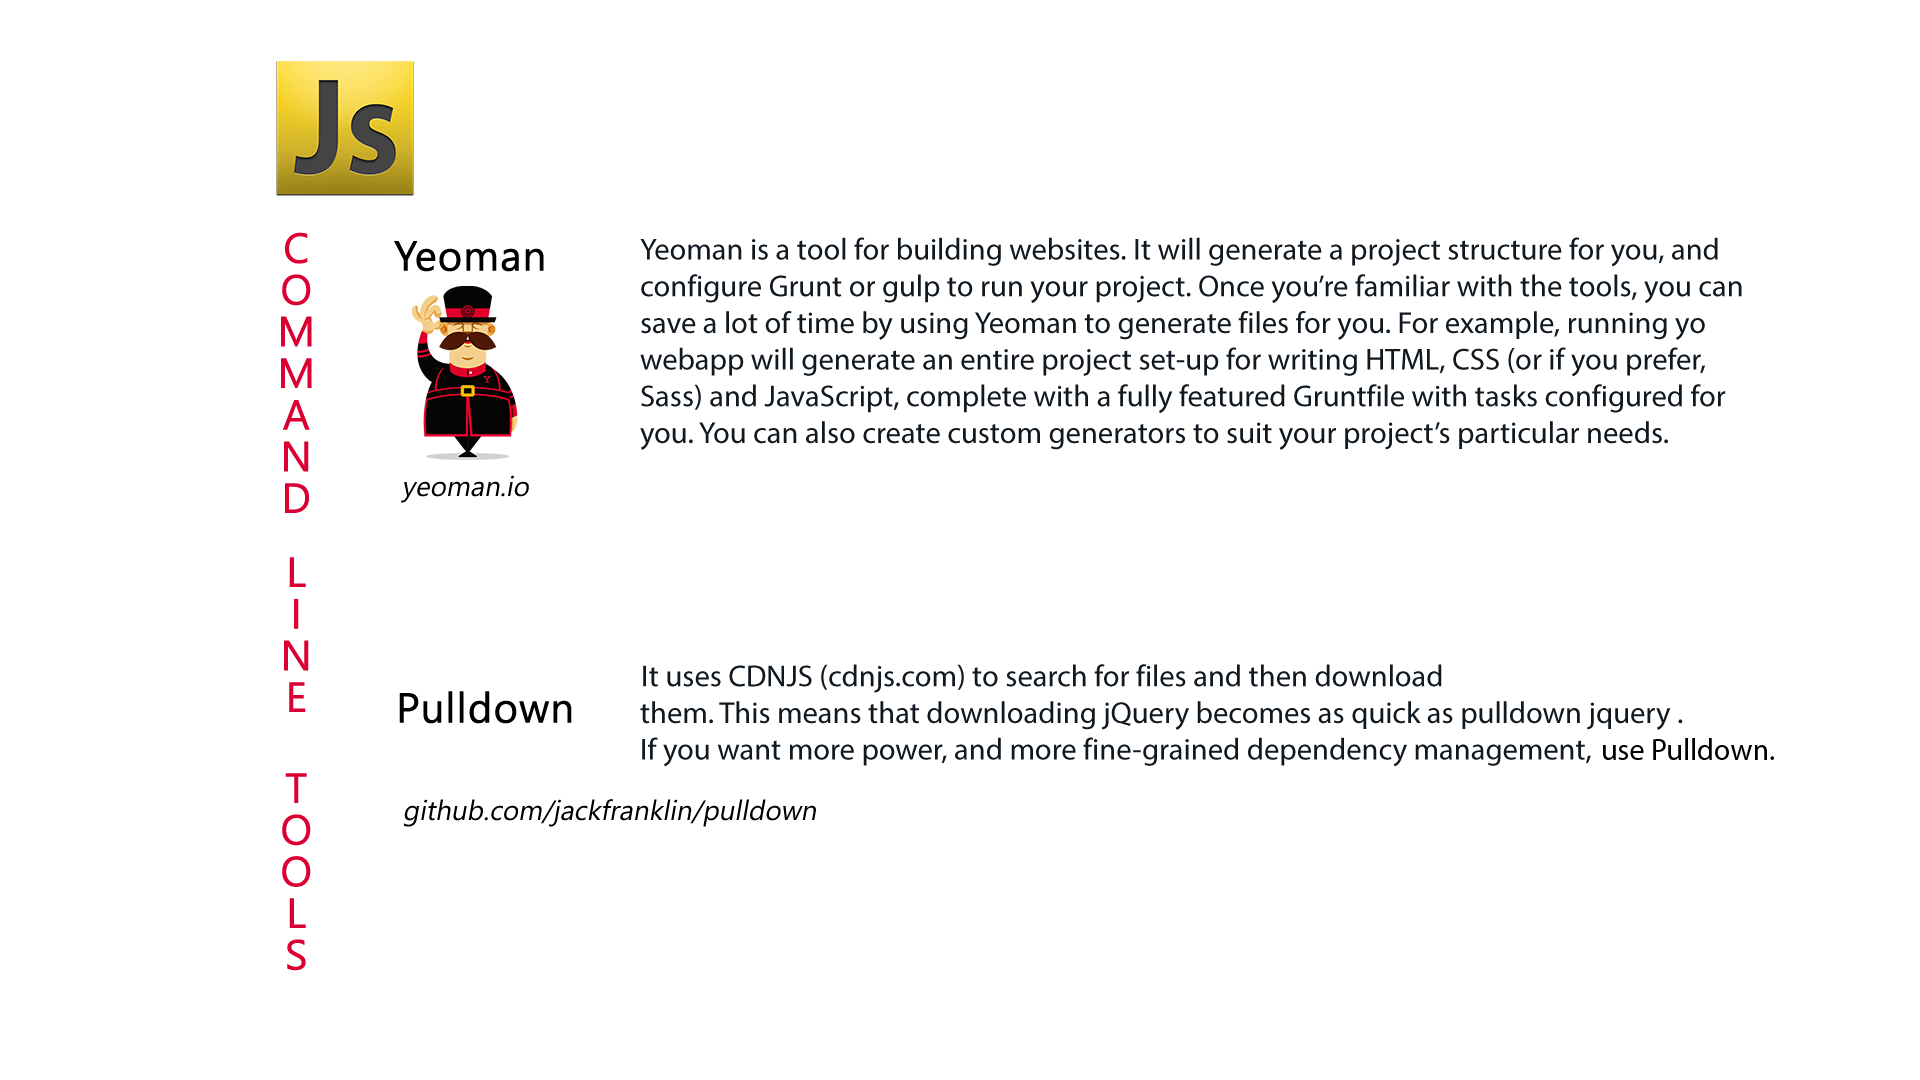 Js
COMMAND LINE TOOLS
Yeoman
yeoman.io
Yeoman is a tool for building websites. It will generate a project structure for you, and
configure Grunt or gulp to run your project. Once you’re familiar with the tools, you can
save a lot of time by using Yeoman to generate files for you. For example, running yo
webapp will generate an entire project set-up for writing HTML, CSS (or if you prefer,
Sass) and JavaScript, complete with a fully featured Gruntfile with tasks configured for
you. You can also create custom generators to suit your project’s particular needs.
Pulldown
It uses CDNJS (cdnjs.com) to search for files and then download
them. This means that downloading jQuery becomes as quick as pulldown jquery .
If you want more power, and more fine-grained dependency management, use Pulldown.
github.com/jackfranklin/pulldown